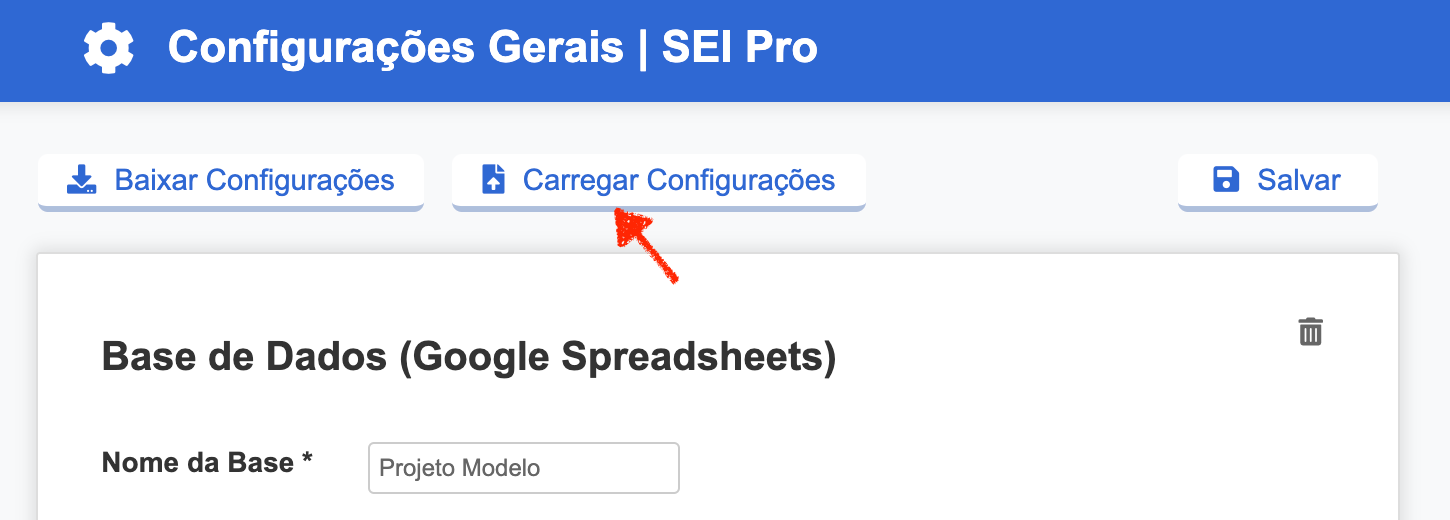 Configurações Gerais | SEI Pro
Baixar Configurações
Carregar Configurações
Salvar
Base de Dados (Google Spreadsheets)
Nome da Base *
Projeto Modelo